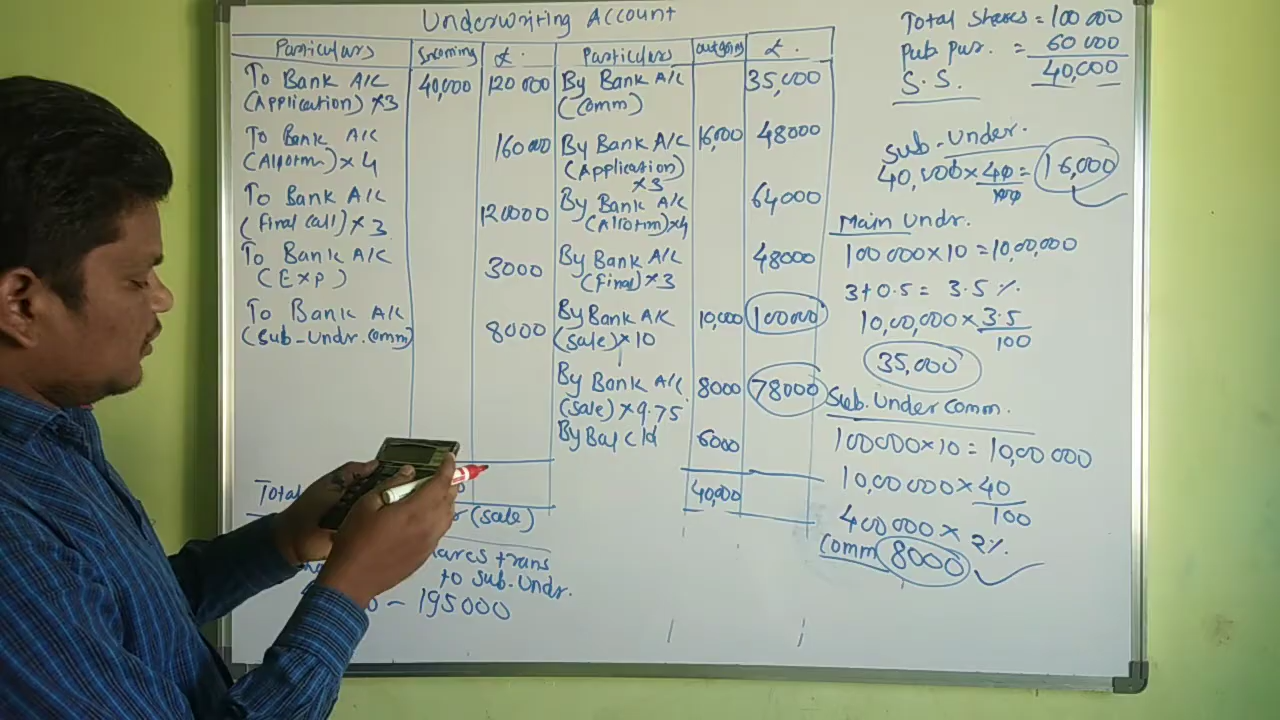 Underwriting Account
Particulars Incoming ₹. Particulars outgoing ₹.
To Bank A/C 40,000 120000 By Bank A/C 35,000
(Application) ×3 (Comm)
To Bank A/C 160000 By Bank A/C 16,000 48000
(Allotm) × 4 (Application)
×3
To Bank A/C 120000 By Bank A/C 64000
(final call) × 3 (Allotm)×4
To Bank A/C 3000 By Bank A/C 48000
(EXP) (final)×3
To Bank A/C 8000 By Bank A/C 10,000 100000
(Sub-Undr. Comm) (Sale)×10
By Bank A/C 8000 78000
(Sale)×9.75
By Bal C/d 6000
Total 40,000
(Sale)
trans
to Sub.Undr.
- 195000
Total Shares = 100 000
Pub pur. = 60 000
S.S. 40,000
Sub-Under.
40,000 × 40 = 16,000
100
Main Undr.
100000 × 10 = 10,00,000
3+0.5 = 3.5 %
10,00,000 × 3.5
100
35,000
Sub. Under Comm.
100000×10 = 10,00 000
10,00 000 × 40
100
400000 × 2%
Comm 8000